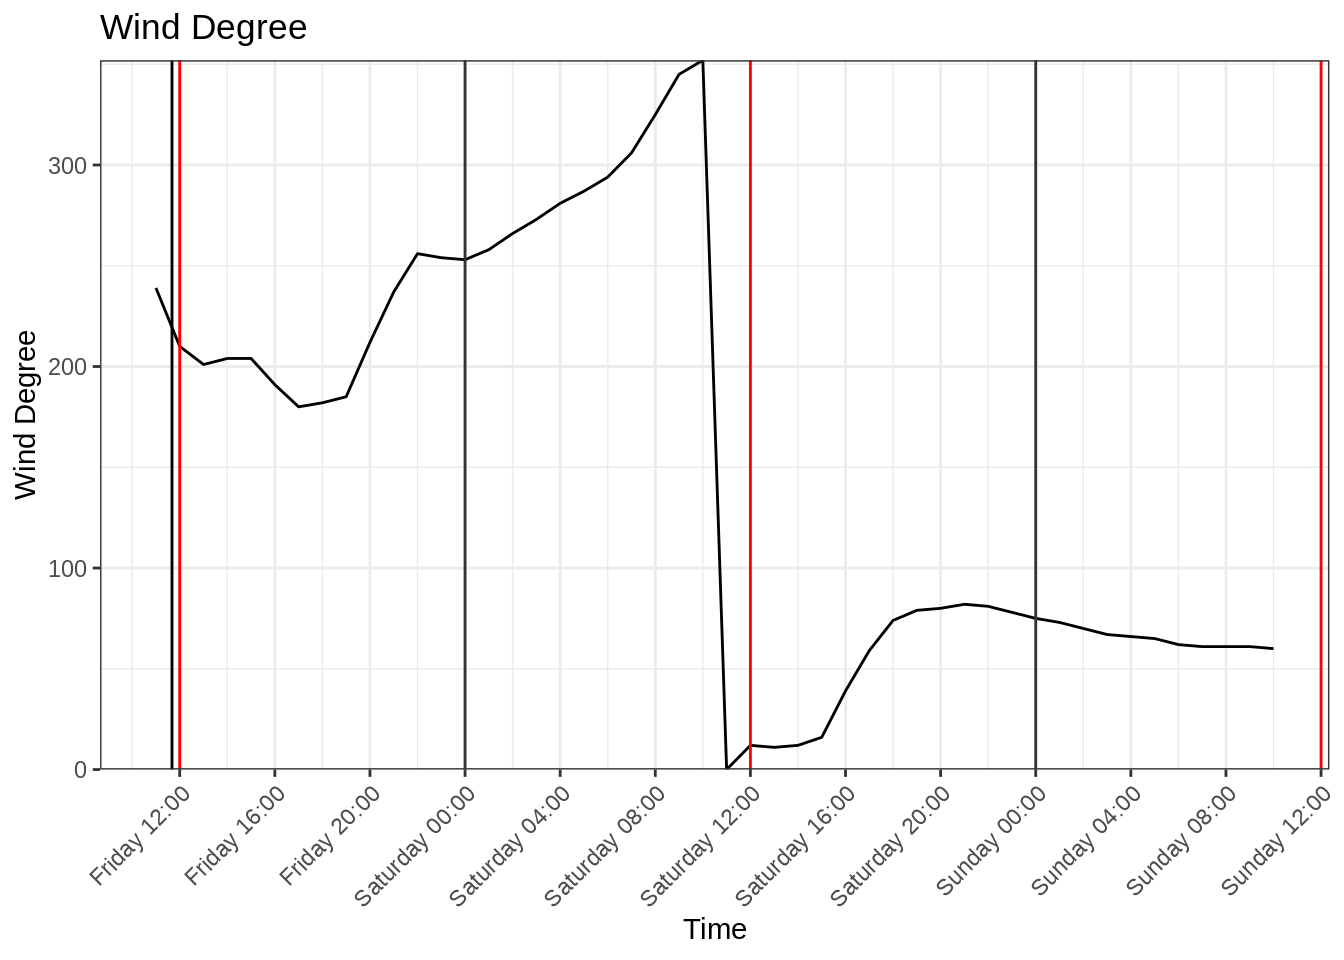 Wind Degree
Wind Degree
300
200
100
0
Friday 12:00
Friday 16:00
Friday 20:00
Saturday 00:00
Saturday 04:00
Saturday 08:00
Saturday 12:00
Saturday 16:00
Saturday 20:00
Sunday 00:00
Sunday 04:00
Sunday 08:00
Sunday 12:00
Time